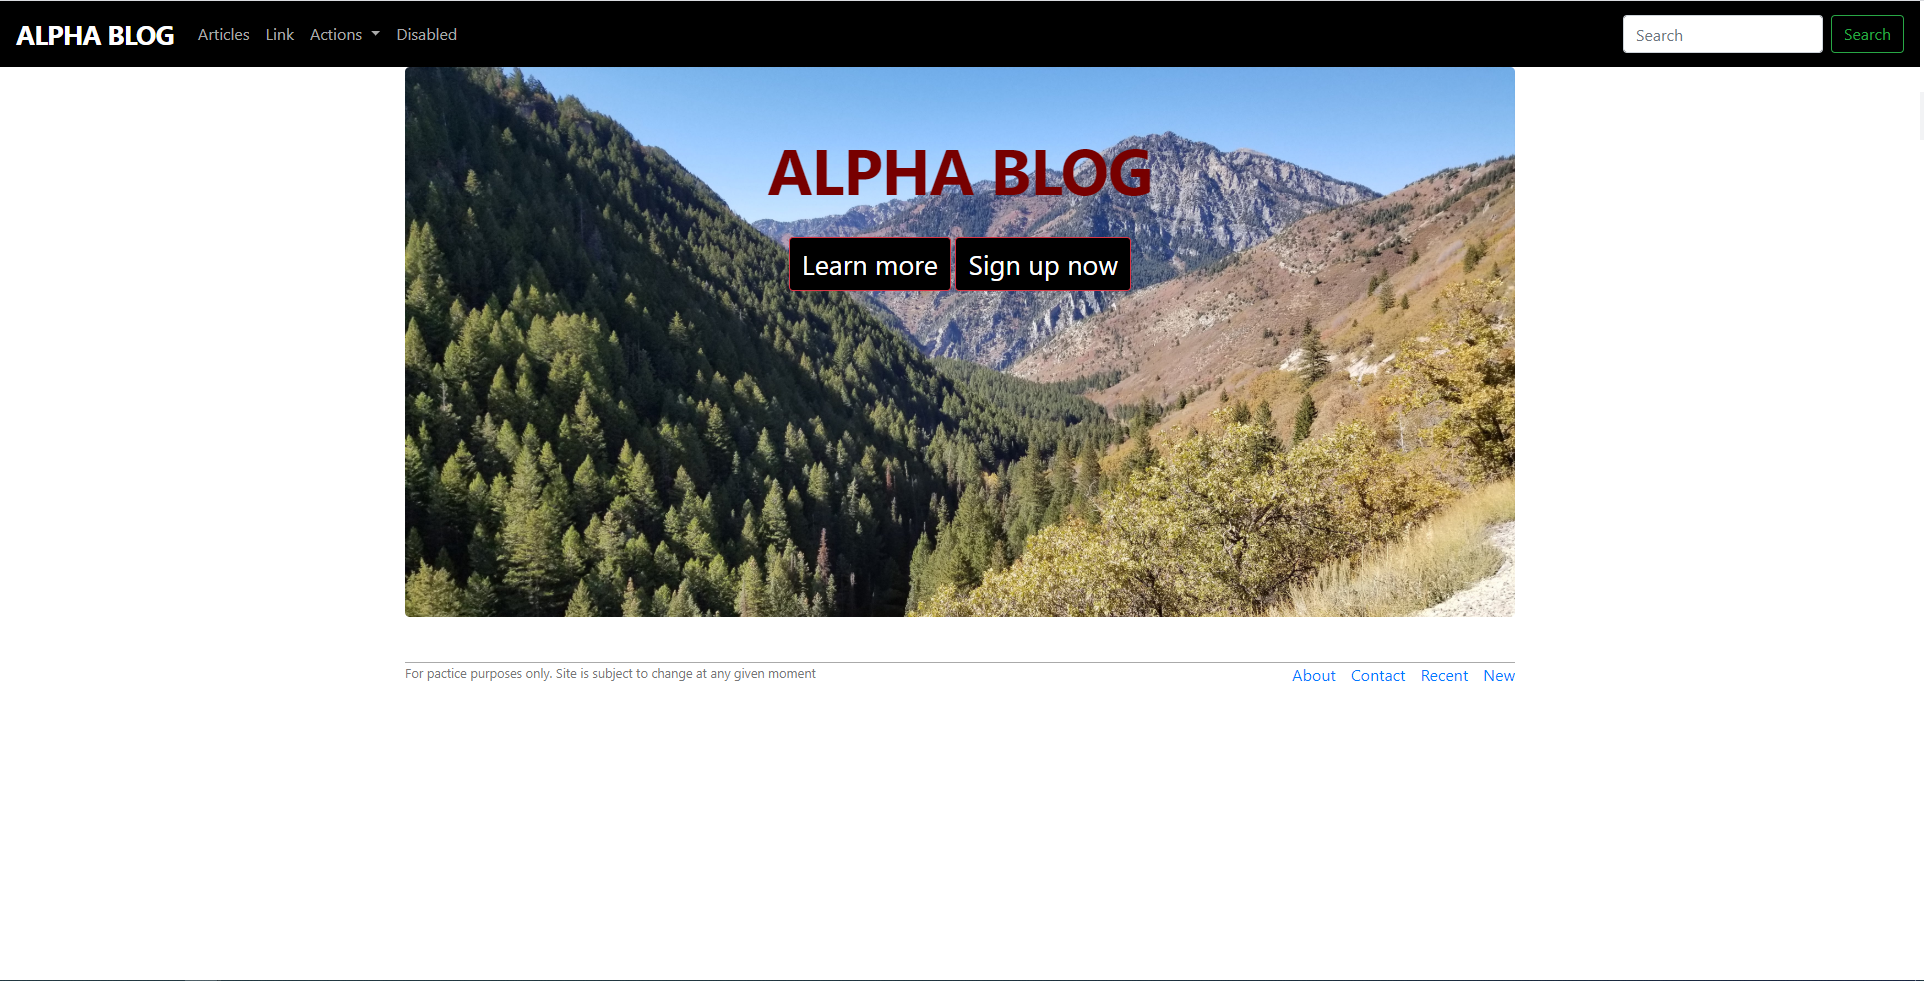 ALPHA BLOG Articles Link Actions Disabled Search Search
ALPHA BLOG
Learn more Sign up now
For pactice purposes only. Site is subject to change at any given moment About Contact Recent New